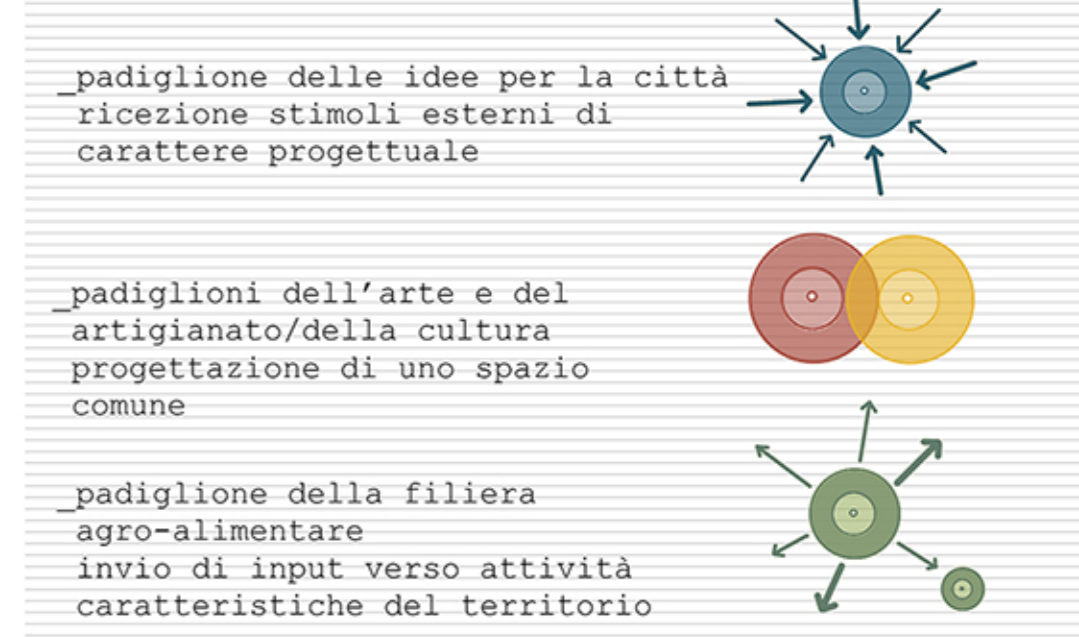 _padiglione delle idee per la città
ricezione stimoli esterni di
carattere progettuale
_padiglioni dell’arte e del
artigianato/della cultura
progettazione di uno spazio
comune
_padiglione della filiera
agro-alimentare
invio di input verso attività
caratteristiche del territorio